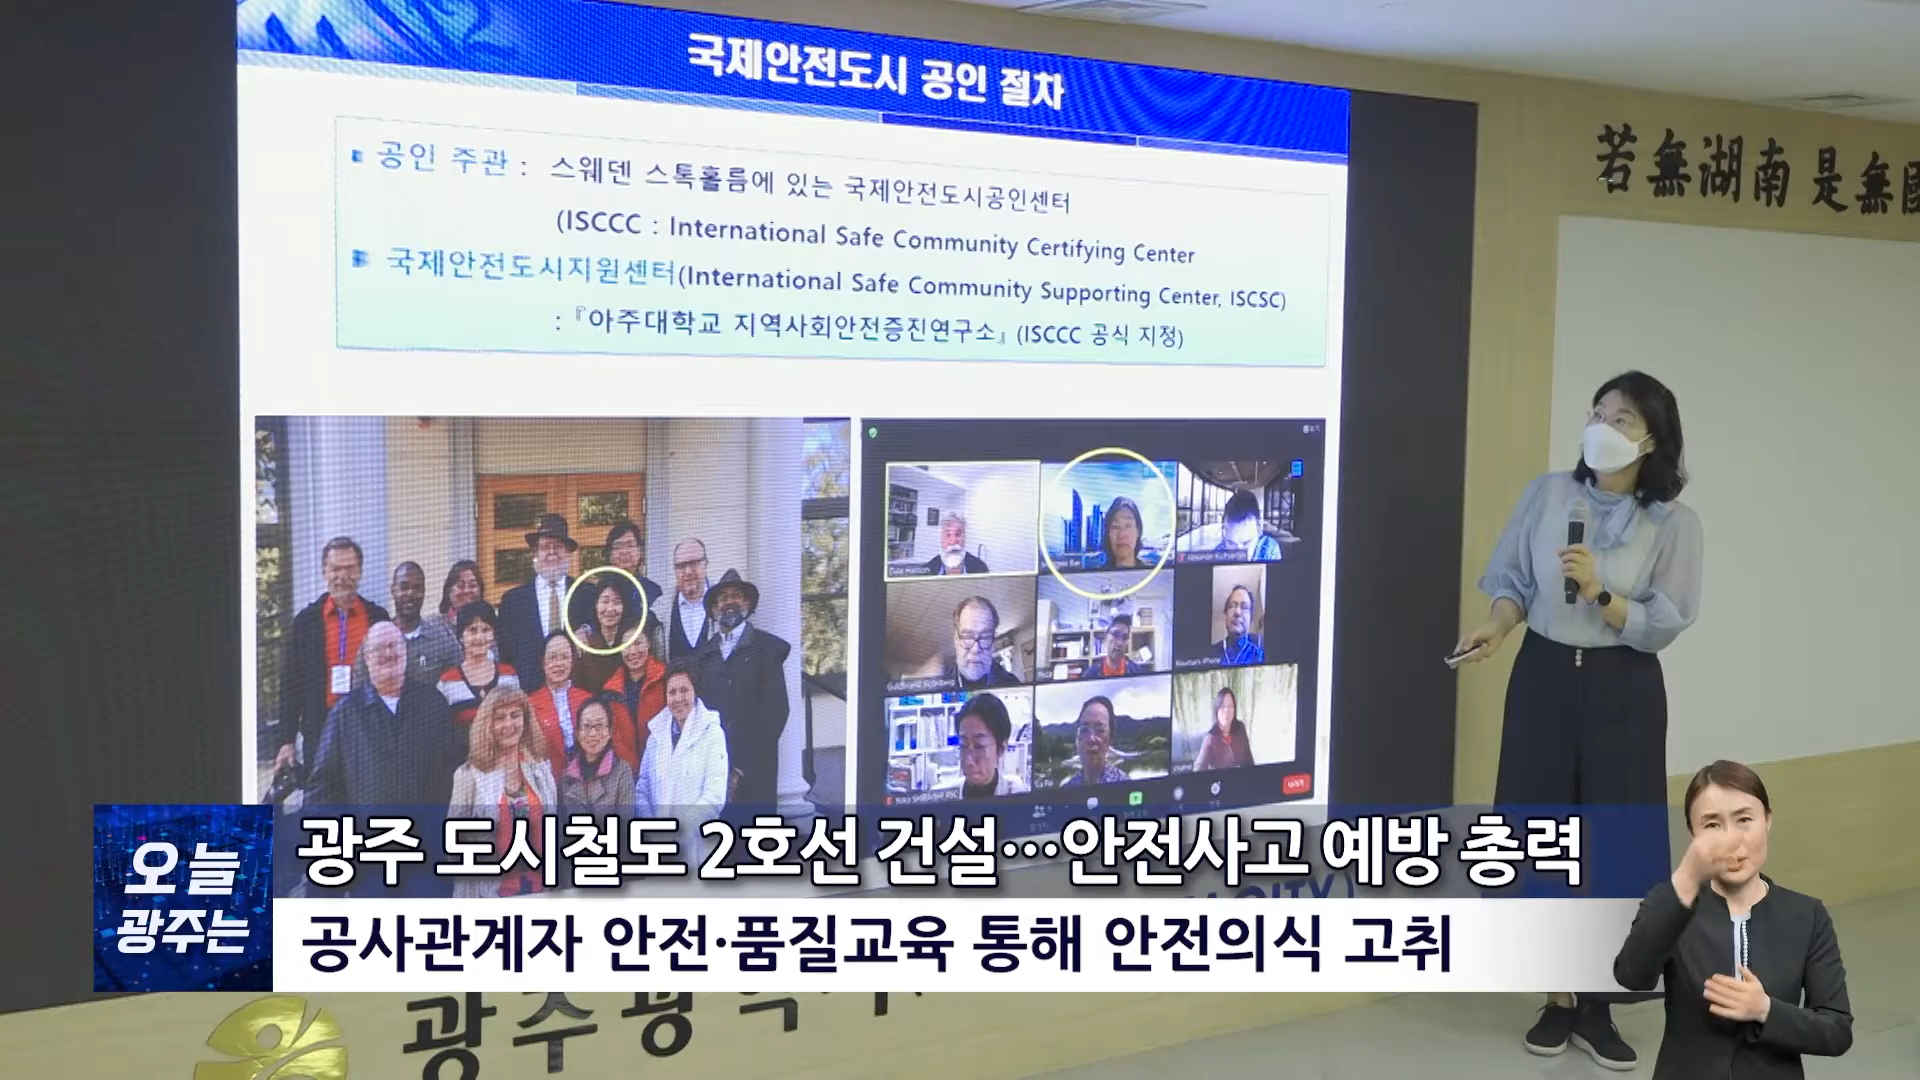 국제안전도시 공인 절차
공인 주관 : 스웨덴 스톡홀름에 있는 국제안전도시공인센터
(ISCCC : International Safe Community Certifying Center
국제안전도시지원센터(International Safe Community Supporting Center, ISCSC)
: 『아주대학교 지역사회안전증진연구소』 (ISCCC 공식 지정)
若無湖南是無國
오늘
광주는
광주 도시철도 2호선 건설…안전사고 예방 총력
공사관계자 안전·품질교육 통해 안전의식 고취
광주광역시